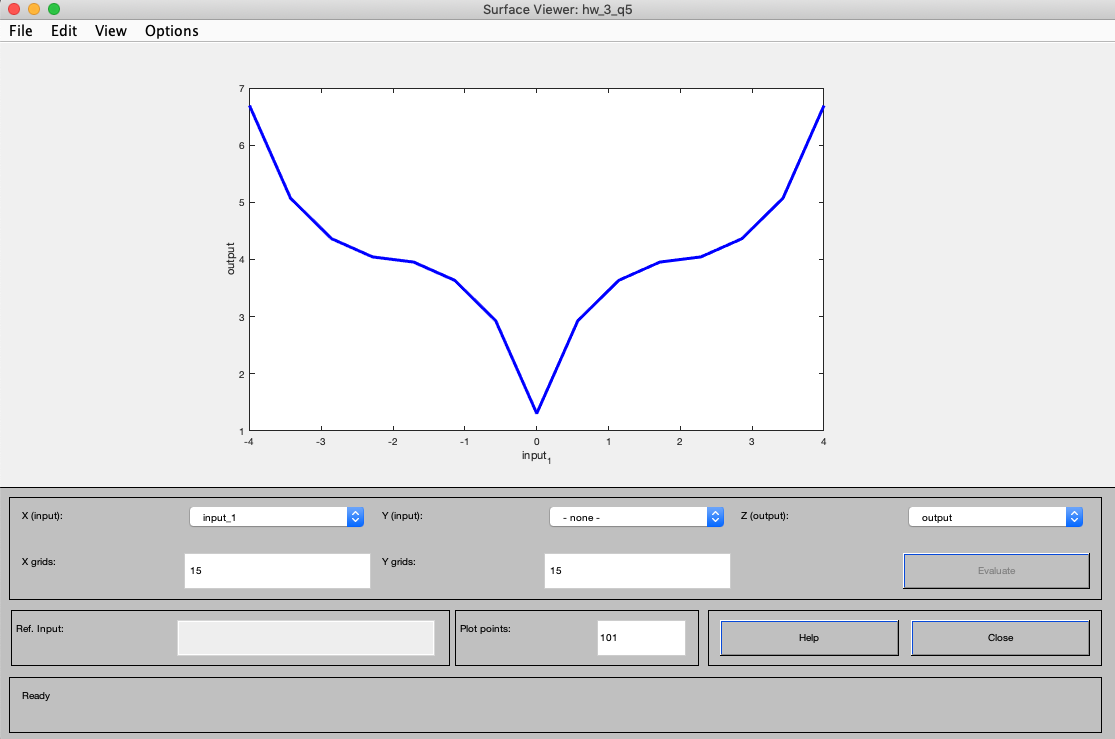 Surface Viewer: hw_3_q5
File Edit View Options
7
6
5
4
3
2
1
output
-4 -3 -2 -1 0 1 2 3 4
input1
X (input): input_1 Y (input): - none - Z (output): output
X grids: 15 Y grids: 15 Evaluate
Ref. Input: Plot points: 101 Help Close
Ready